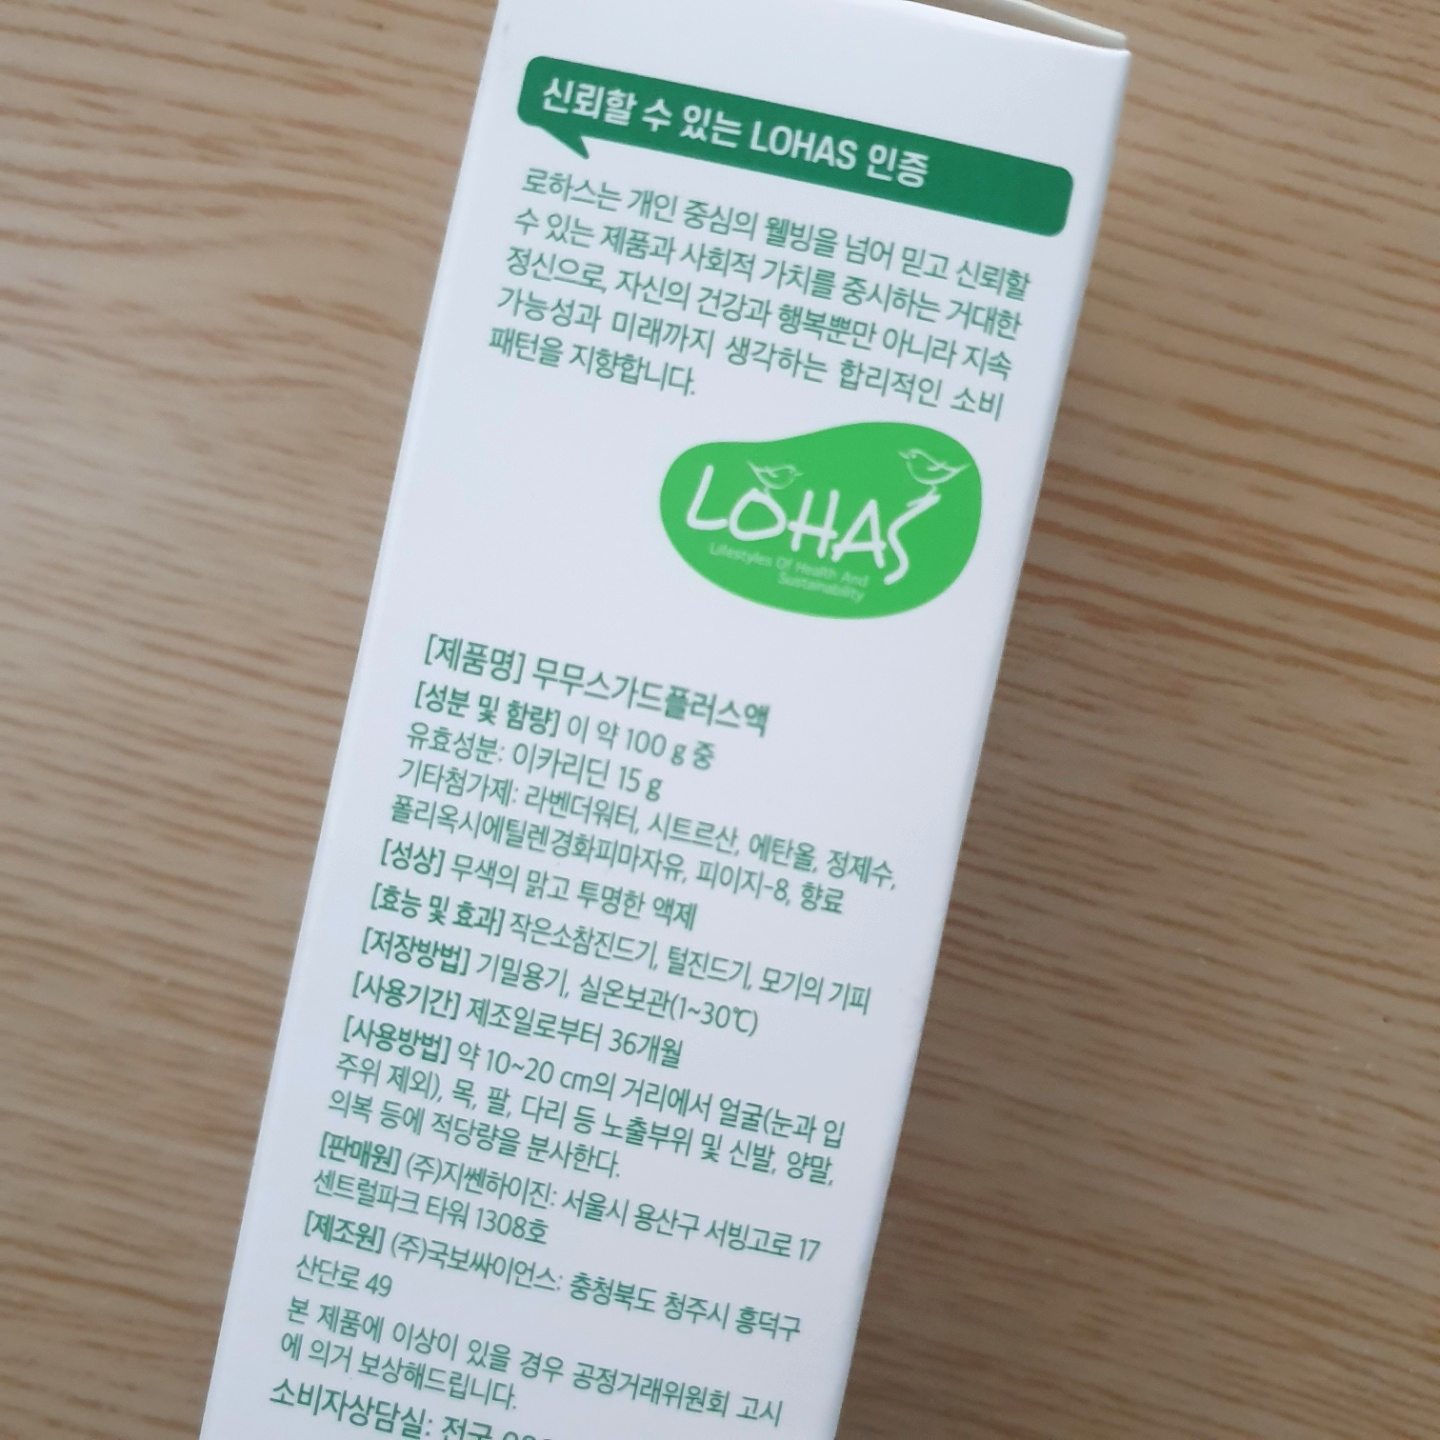 신뢰할 수 있는 LOHAS 인증
로하스는 개인 중심의 웰빙을 넘어 믿고 신뢰할
수 있는 제품과 사회적 가치를 중시하는 거대한
정신으로, 자신의 건강과 행복뿐만 아니라 지속
가능성과 미래까지 생각하는 합리적인 소비
패턴을 지향합니다.
LOHAS
Lifestyles Of Health And
Sustainability
[제품명] 무무스가드플러스액
[성분 및 함량] 이 약 100 g 중
유효성분: 이카리딘 15 g
기타첨가제: 라벤더워터, 시트르산, 에탄올, 정제수,
폴리옥시에틸렌경화피마자유, 피이지-8, 향료
[성상] 무색의 맑고 투명한 액제
[효능 및 효과] 작은소참진드기, 털진드기, 모기의 기피
[저장방법] 기밀용기, 실온보관(1~30℃)
[사용기간] 제조일로부터 36개월
[사용방법] 약 10~20 cm의 거리에서 얼굴(눈과 입
주위 제외), 목, 팔, 다리 등 노출부위 및 신발, 양말,
의복 등에 적당량을 분사한다.
[판매원] (주)지쎈하이진: 서울시 용산구 서빙고로 17
센트럴파크 타워 1308호
[제조원] (주)국보싸이언스: 충청북도 청주시 흥덕구
산단로 49
본 제품에 이상이 있을 경우 공정거래위원회 고시
에 의거 보상해드립니다.
소비자상담실: 전국